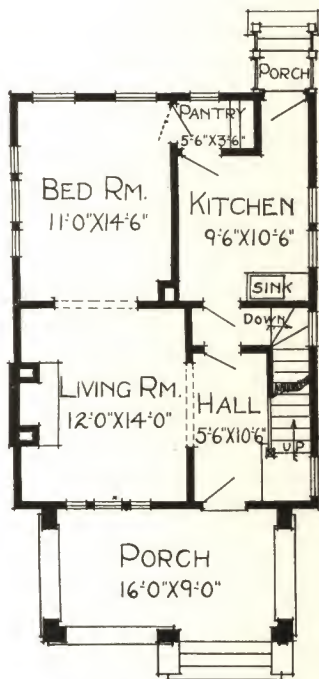 PORCH
PANTRY
5'-6"X3'-6"
BED RM.
11'-0"X14'-6"
KITCHEN
9'-6"X10'-6"
SINK
DOWN
LIVING RM.
12'-0"X14'-0"
HALL
5'-6"X10'-6"
UP
PORCH
16'-0"X9'-0"